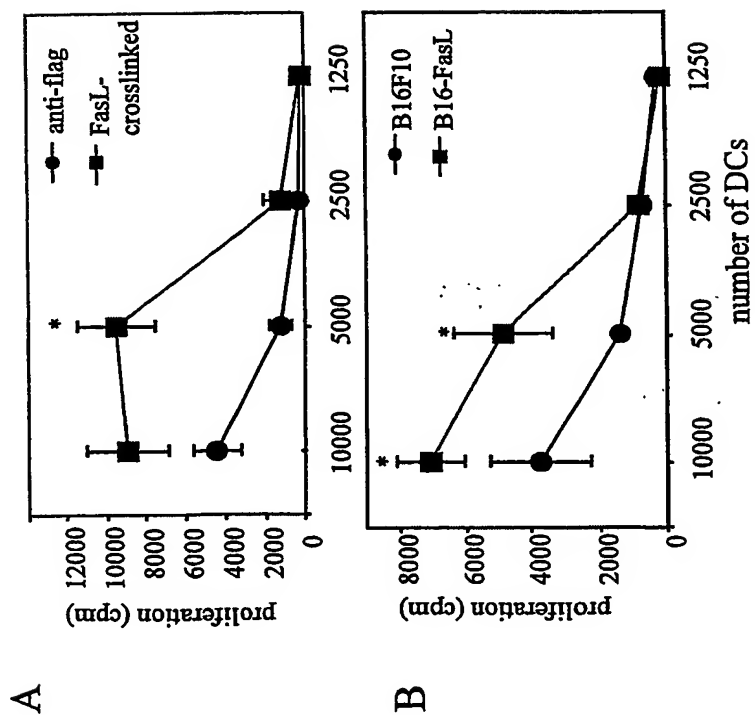 A
proliferation (cpm)
12000
10000
8000
6000
4000
2000
0
anti-flag
FasL-
crosslinked
*
10000
5000
2500
1250
B
proliferation (cpm)
8000
6000
4000
2000
0
B16F10
B16-FasL
*
*
10000
5000
2500
1250
number of DCs